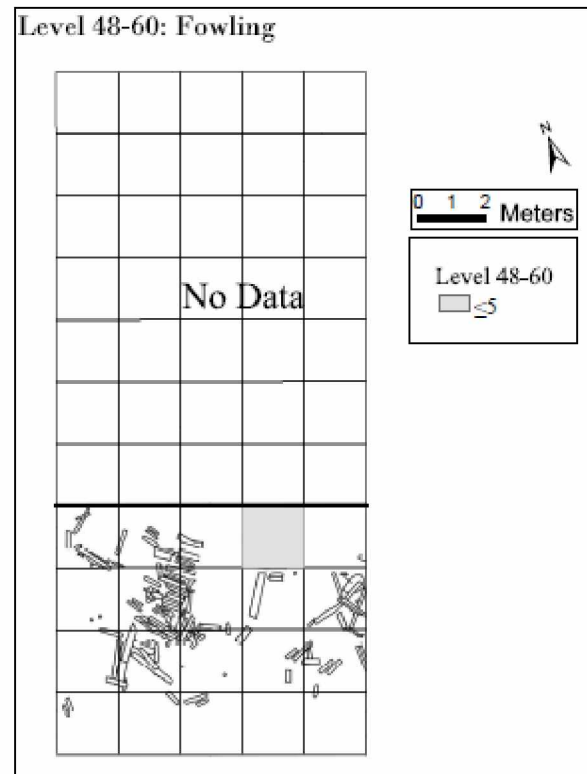 Level 48-60: Fowling
N
0 1 2 Meters
Level 48-60
≤5
No Data